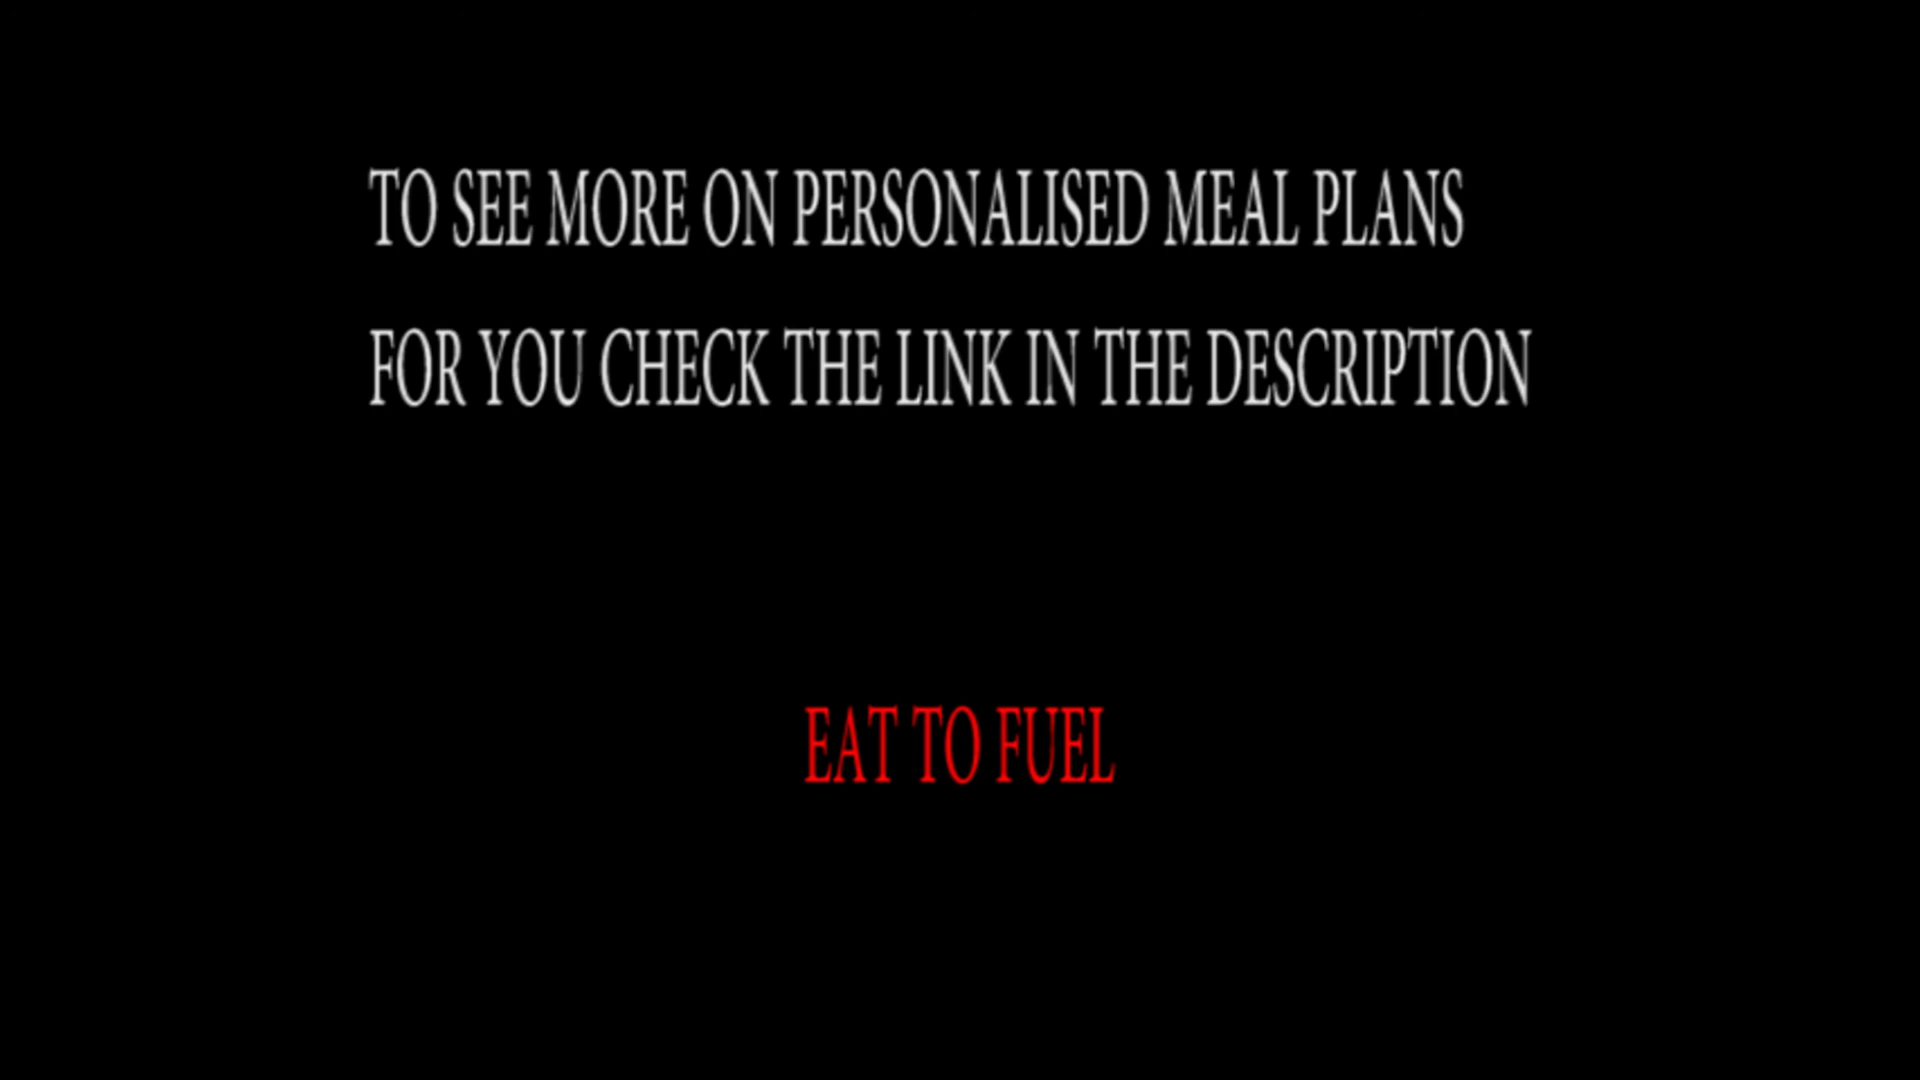 TO SEE MORE ON PERSONALISED MEAL PLANS
FOR YOU CHECK THE LINK IN THE DESCRIPTION
EAT TO FUEL